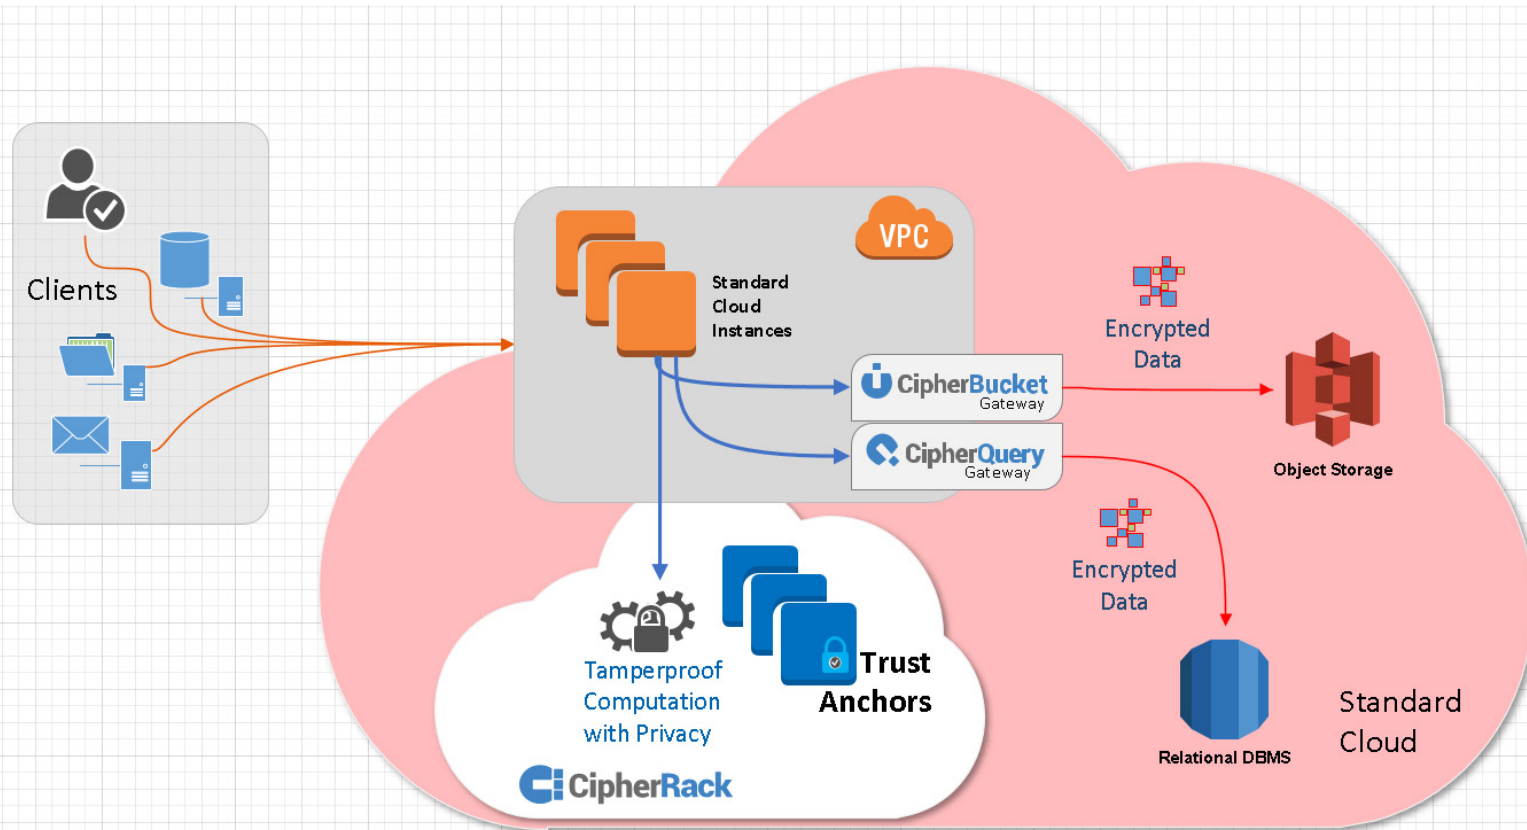 Clients
VPC
Standard
Cloud
Instances
CipherBucket
Gateway
CipherQuery
Gateway
Encrypted
Data
Object Storage
Encrypted
Data
Relational DBMS
Standard
Cloud
Tamperproof
Computation
with Privacy
Trust
Anchors
CipherRack